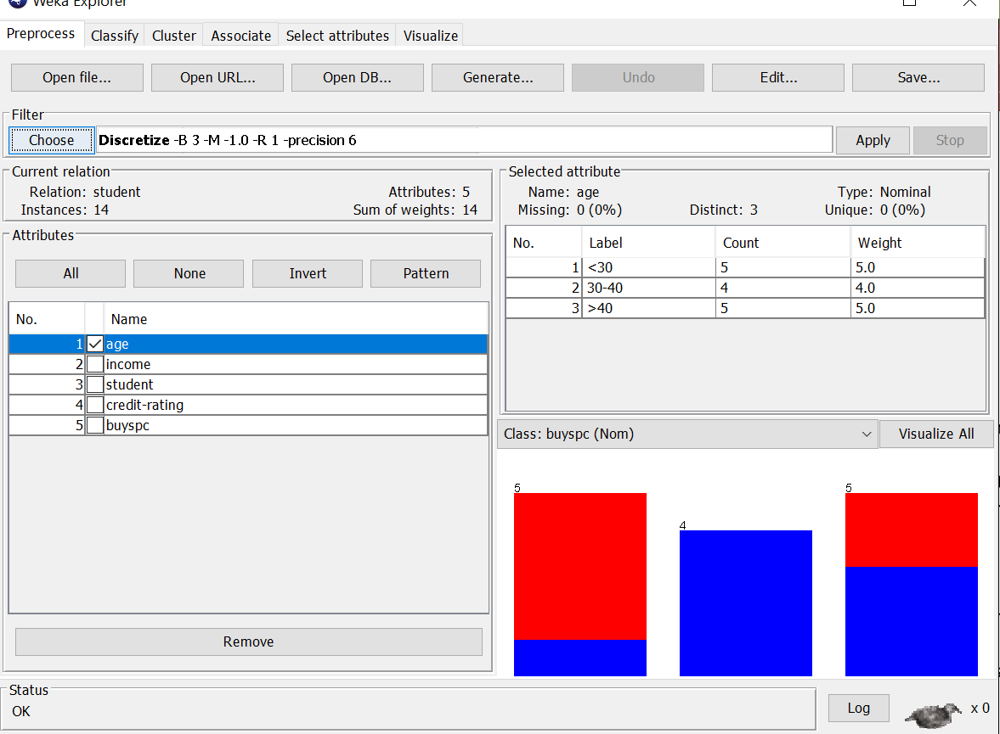 Weka Explorer
Preprocess Classify Cluster Associate Select attributes Visualize
Open file... Open URL... Open DB... Generate... Undo Edit... Save...
Filter
Choose Discretize -B 3 -M -1.0 -R 1 -precision 6 Apply Stop
Current relation
Relation: student Attributes: 5
Instances: 14 Sum of weights: 14
Selected attribute
Name: age Type: Nominal
Missing: 0 (0%) Distinct: 3 Unique: 0 (0%)
No. Label Count Weight
1 <30 5 5.0
2 30-40 4 4.0
3 >40 5 5.0
Attributes
All None Invert Pattern
No. Name
1 age
2 income
3 student
4 credit-rating
5 buyspc
Remove
Class: buyspc (Nom) Visualize All
5 4 5
Status
OK
Log x 0